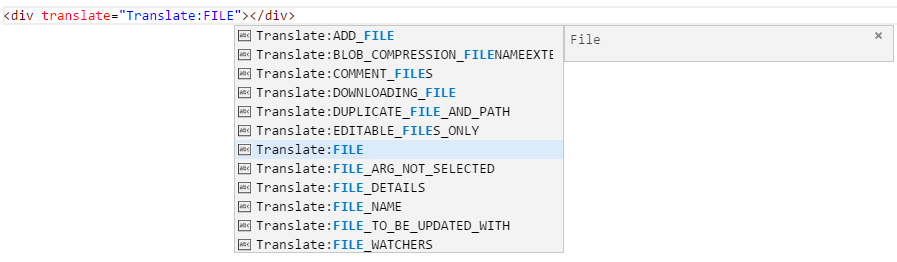 <div translate="Translate:FILE"></div>
Translate:ADD_FILE
File
Translate:BLOB_COMPRESSION_FILENAMEEXTE
Translate:COMMENT_FILES
Translate:DOWNLOADING_FILE
Translate:DUPLICATE_FILE_AND_PATH
Translate:EDITABLE_FILES_ONLY
Translate:FILE
Translate:FILE_ARG_NOT_SELECTED
Translate:FILE_DETAILS
Translate:FILE_NAME
Translate:FILE_TO_BE_UPDATED_WITH
Translate:FILE_WATCHERS